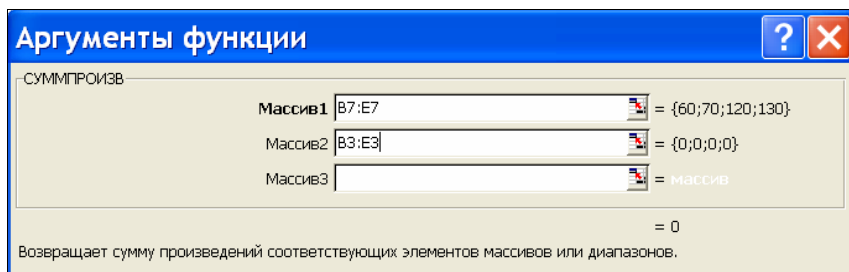 Аргументы функции
СУММПРОИЗВ
Массив1 B7:E7 = {60;70;120;130}
Массив2 B3:E3 = {0;0;0;0}
Массив3 = массив
= 0
Возвращает сумму произведений соответствующих элементов массивов или диапазонов.